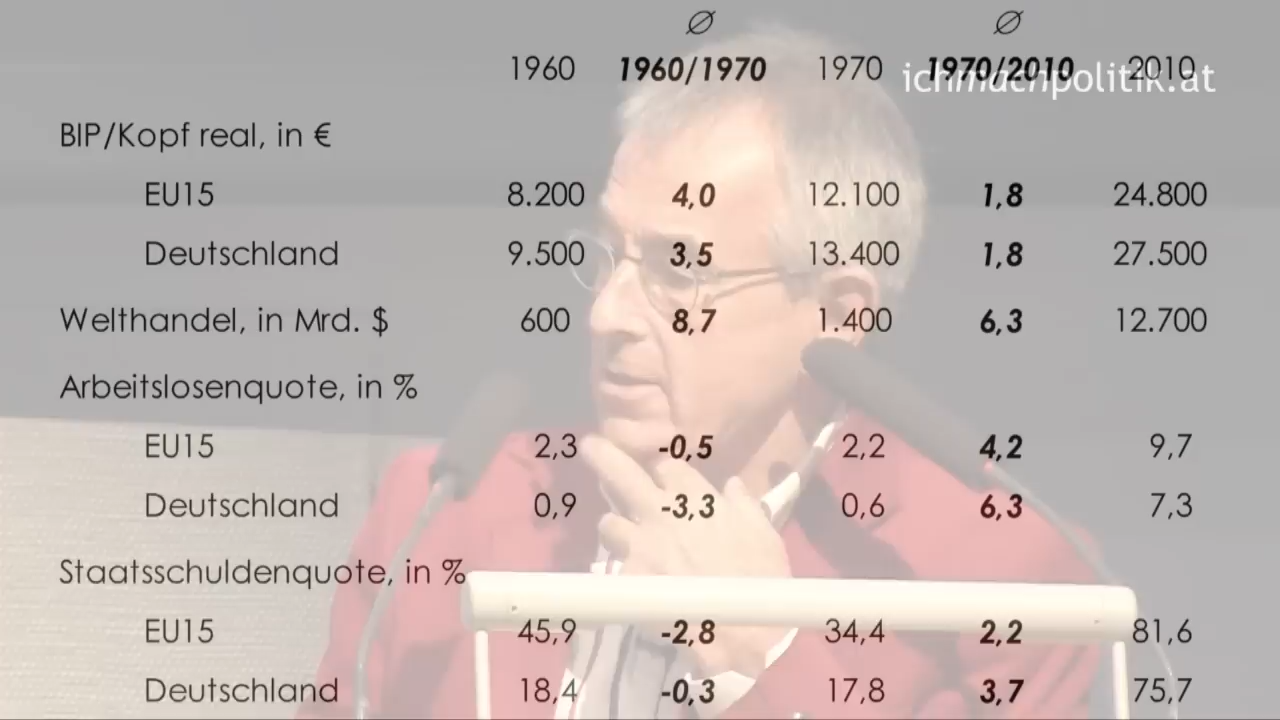 Ø Ø
1960 1960/1970 1970 1970/2010 2010
ichmachpolitik.at
BIP/Kopf real, in €
EU15 8.200 4,0 12.100 1,8 24.800
Deutschland 9.500 3,5 13.400 1,8 27.500
Welthandel, in Mrd. $ 600 8,7 1.400 6,3 12.700
Arbeitslosenquote, in %
EU15 2,3 -0,5 2,2 4,2 9,7
Deutschland 0,9 -3,3 0,6 6,3 7,3
Staatsschuldenquote, in %
EU15 45,9 -2,8 34,4 2,2 81,6
Deutschland 18,4 -0,3 17,8 3,7 75,7